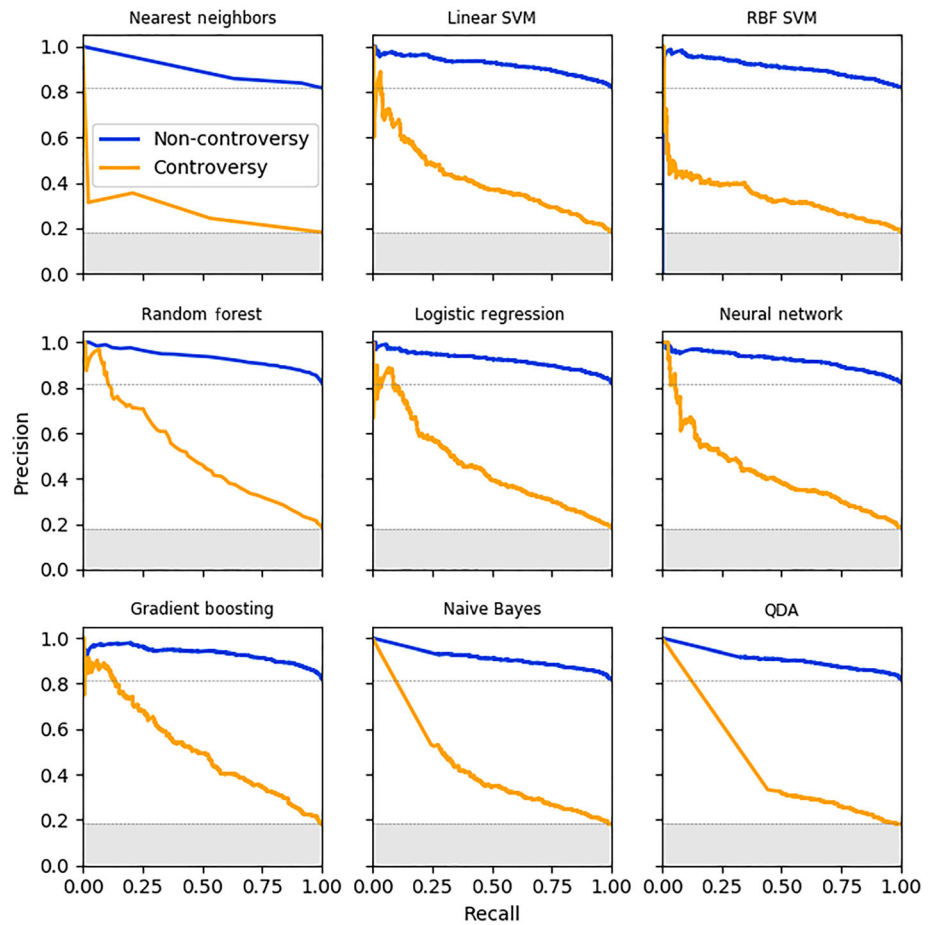 Nearest neighbors
Linear SVM
RBF SVM
1.0
0.8
0.6
0.4
0.2
0.0
Non-controversy
Controversy
Random forest
Logistic regression
Neural network
1.0
0.8
0.6
0.4
0.2
0.0
Precision
Gradient boosting
Naive Bayes
QDA
1.0
0.8
0.6
0.4
0.2
0.0
0.00 0.25 0.50 0.75 1.00
0.00 0.25 0.50 0.75 1.00
0.00 0.25 0.50 0.75 1.00
Recall